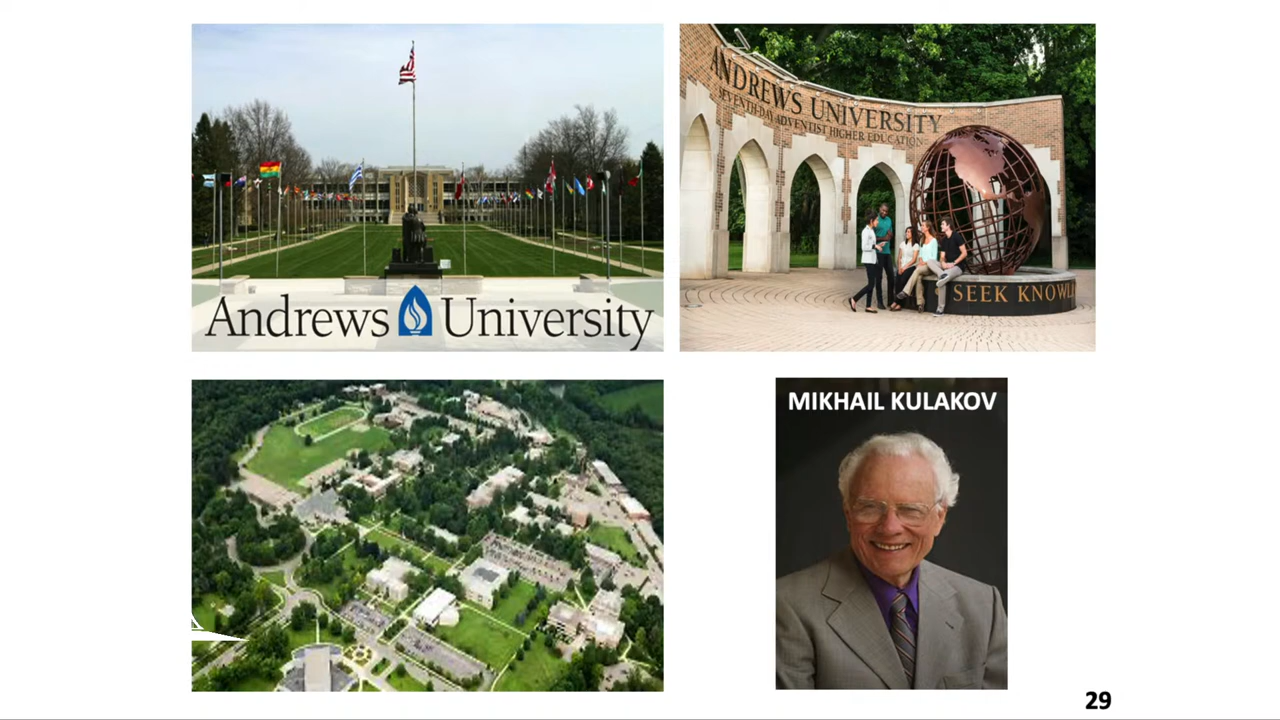 Andrews University
ANDREWS UNIVERSITY
SEVENTH-DAY ADVENTIST HIGHER EDUCATION
SEEK KNOWL
MIKHAIL KULAKOV
29